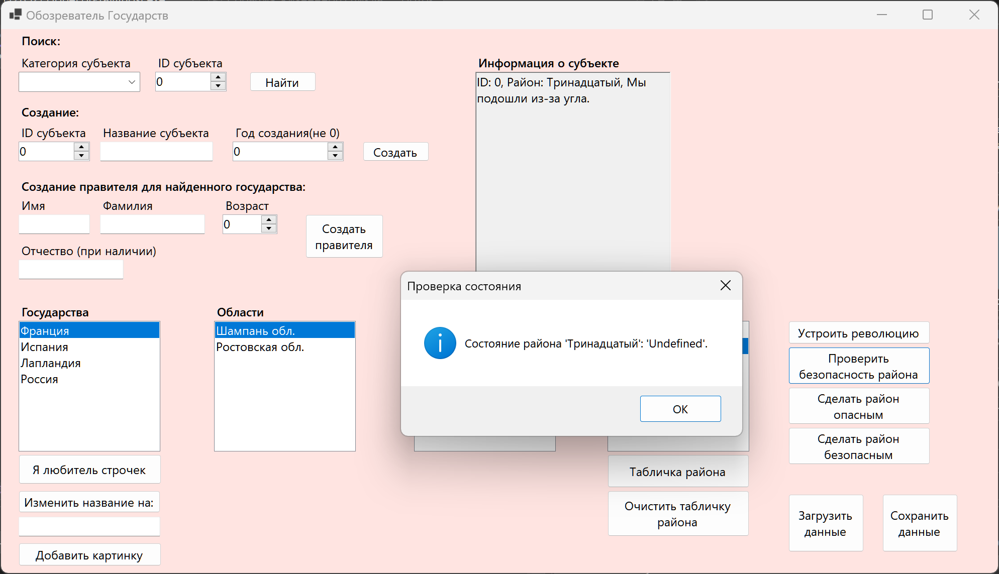 Обозреватель Государств
Поиск:
Категория субъекта
ID субъекта
0
Найти
Информация о субъекте
ID: 0, Район: Тринадцатый, Мы
подошли из-за угла.
Создание:
ID субъекта
Название субъекта
Год создания(не 0)
0
0
Создать
Создание правителя для найденного государства:
Имя
Фамилия
Возраст
0
Создать
правителя
Отчество (при наличии)
Проверка состояния
Состояние района 'Тринадцатый': 'Undefined'.
OK
Государства
Франция
Испания
Лапландия
Россия
Области
Шампань обл.
Ростовская обл.
Устроить революцию
Проверить
безопасность района
Сделать район
опасным
Сделать район
безопасным
Я любитель строчек
Изменить название на:
Добавить картинку
Табличка района
Очистить табличку
района
Загрузить
данные
Сохранить
данные